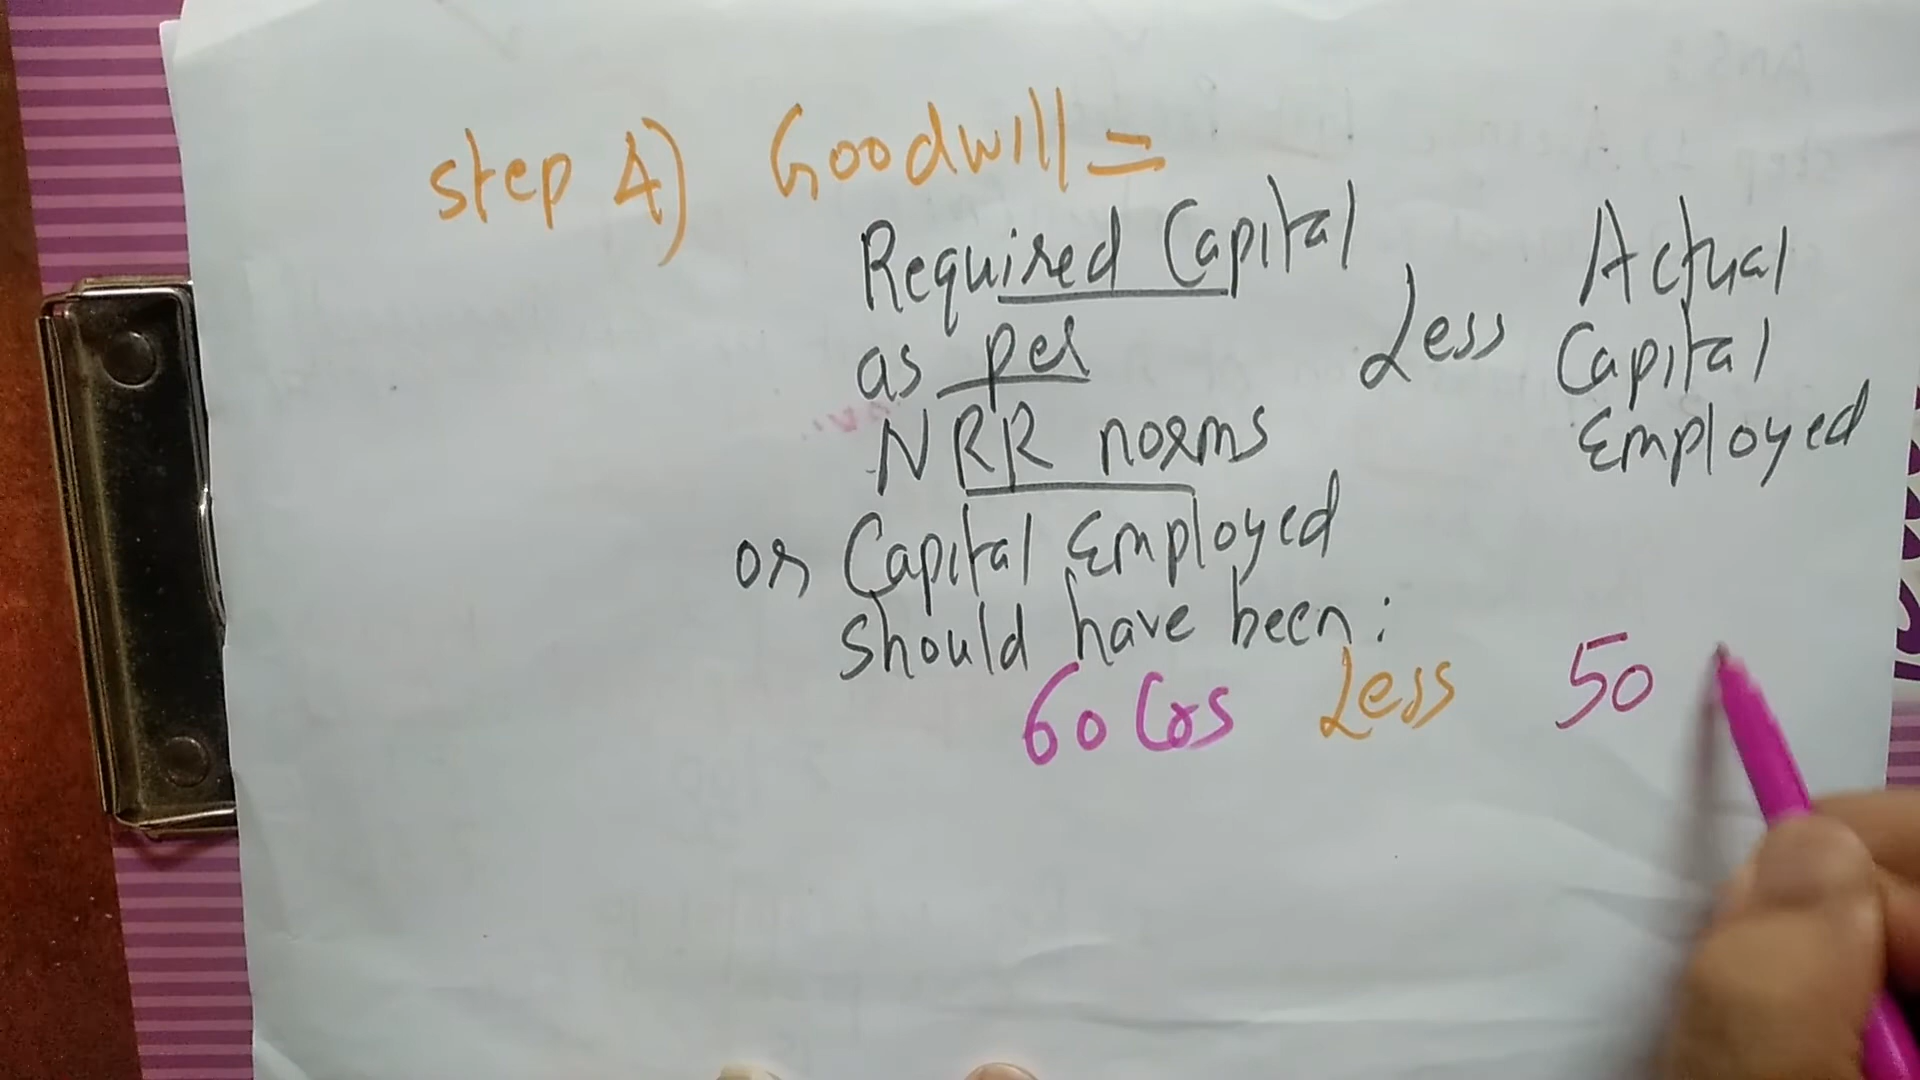 step 4) Goodwill =
Required Capital
as per
NRR norms
Less
Actual
Capital
Employed
or Capital Employed
should have been:
60 Crs Less 50